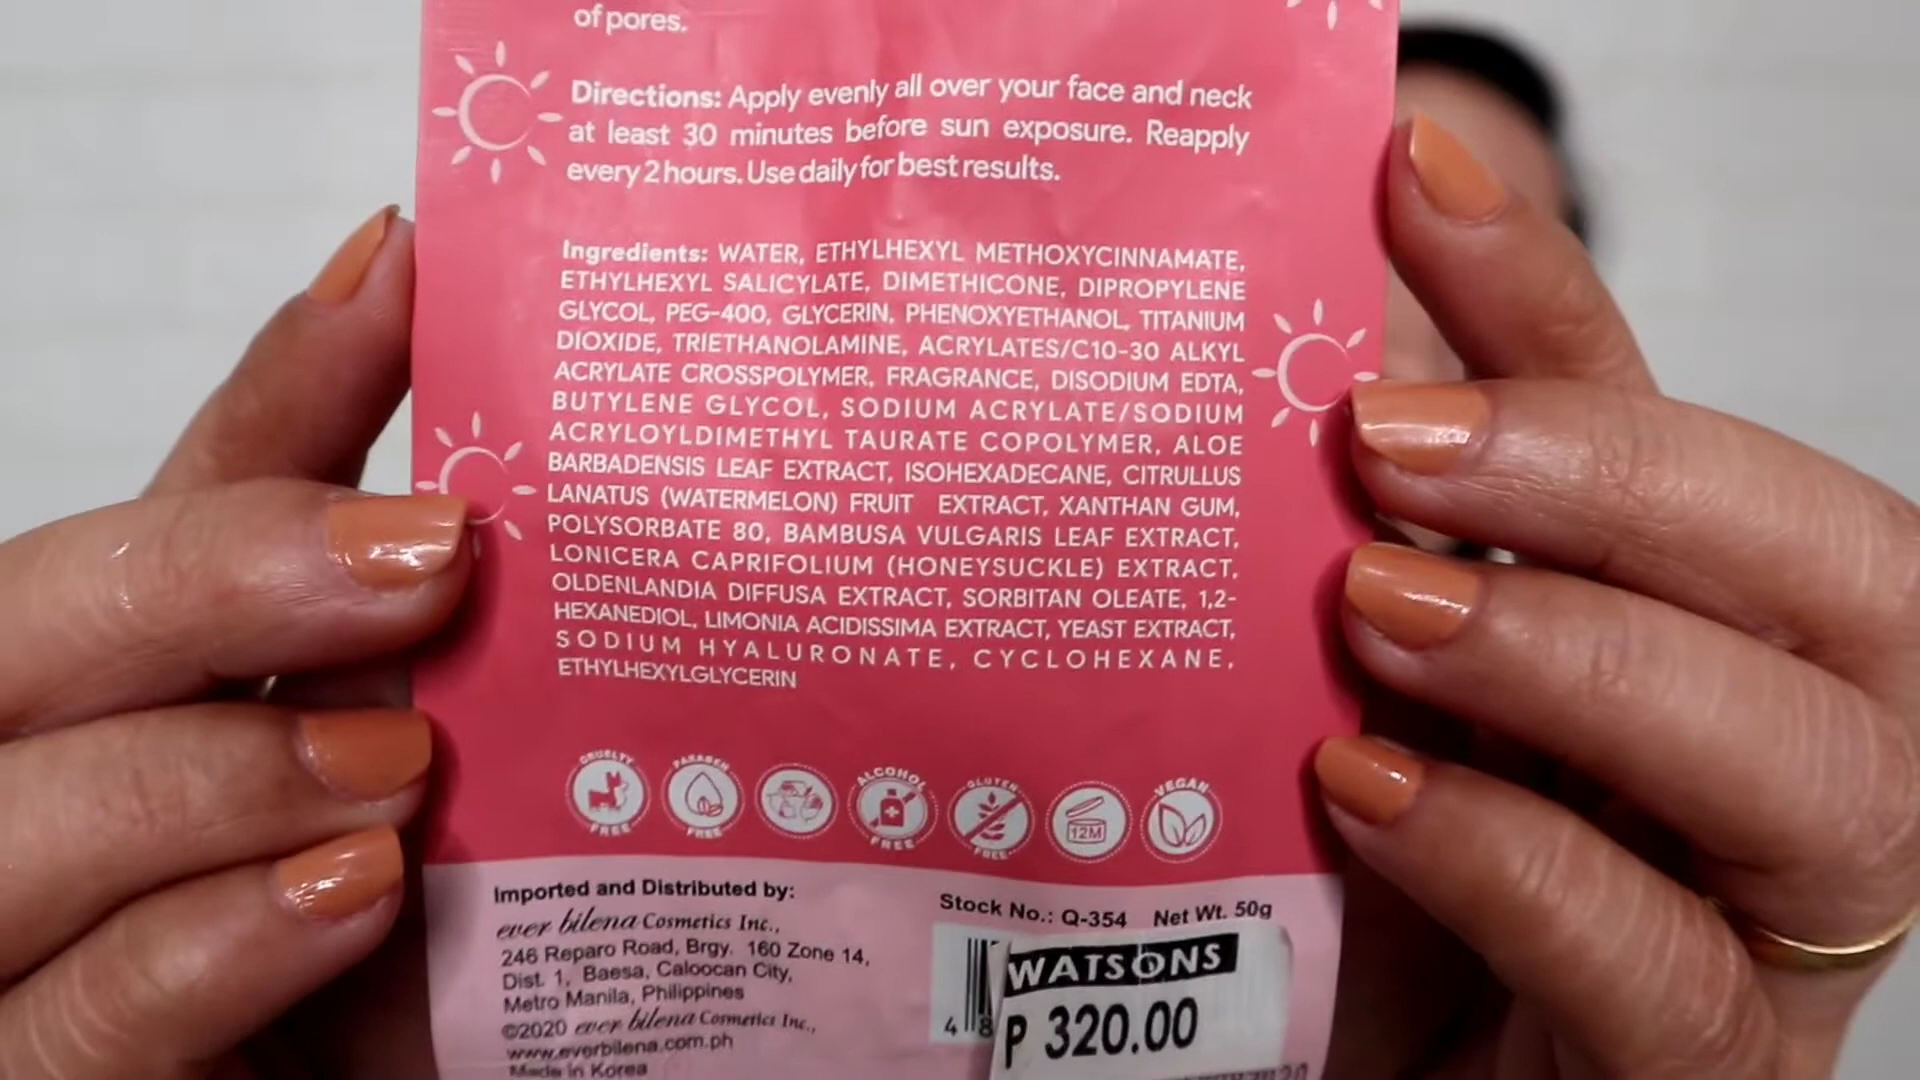 of pores.
Directions: Apply evenly all over your face and neck
at least 30 minutes before sun exposure. Reapply
every 2 hours. Use daily for best results.
Ingredients: WATER, ETHYLHEXYL METHOXYCINNAMATE,
ETHYLHEXYL SALICYLATE, DIMETHICONE, DIPROPYLENE
GLYCOL, PEG-400, GLYCERIN, PHENOXYETHANOL, TITANIUM
DIOXIDE, TRIETHANOLAMINE, ACRYLATES/C10-30 ALKYL
ACRYLATE CROSSPOLYMER, FRAGRANCE, DISODIUM EDTA,
BUTYLENE GLYCOL, SODIUM ACRYLATE/SODIUM
ACRYLOYLDIMETHYL TAURATE COPOLYMER, ALOE
BARBADENSIS LEAF EXTRACT, ISOHEXADECANE, CITRULLUS
LANATUS (WATERMELON) FRUIT EXTRACT, XANTHAN GUM,
POLYSORBATE 80, BAMBUSA VULGARIS LEAF EXTRACT,
LONICERA CAPRIFOLIUM (HONEYSUCKLE) EXTRACT,
OLDENLANDIA DIFFUSA EXTRACT, SORBITAN OLEATE, 1,2-
HEXANEDIOL, LIMONIA ACIDISSIMA EXTRACT, YEAST EXTRACT,
SODIUM HYALURONATE, CYCLOHEXANE,
ETHYLHEXYLGLYCERIN
CRUELTY FREE
PARABEN FREE
ALCOHOL FREE
GLUTEN FREE
12M
VEGAN
Imported and Distributed by:
ever bilena Cosmetics Inc.,
246 Reparo Road, Brgy. 160 Zone 14,
Dist. 1, Baesa, Caloocan City,
Metro Manila, Philippines
©2020 ever bilena Cosmetics Inc.,
www.everbilena.com.ph
Made in Korea
Stock No.: Q-354 Net Wt. 50g
4 8
WATSONS
P 320.00